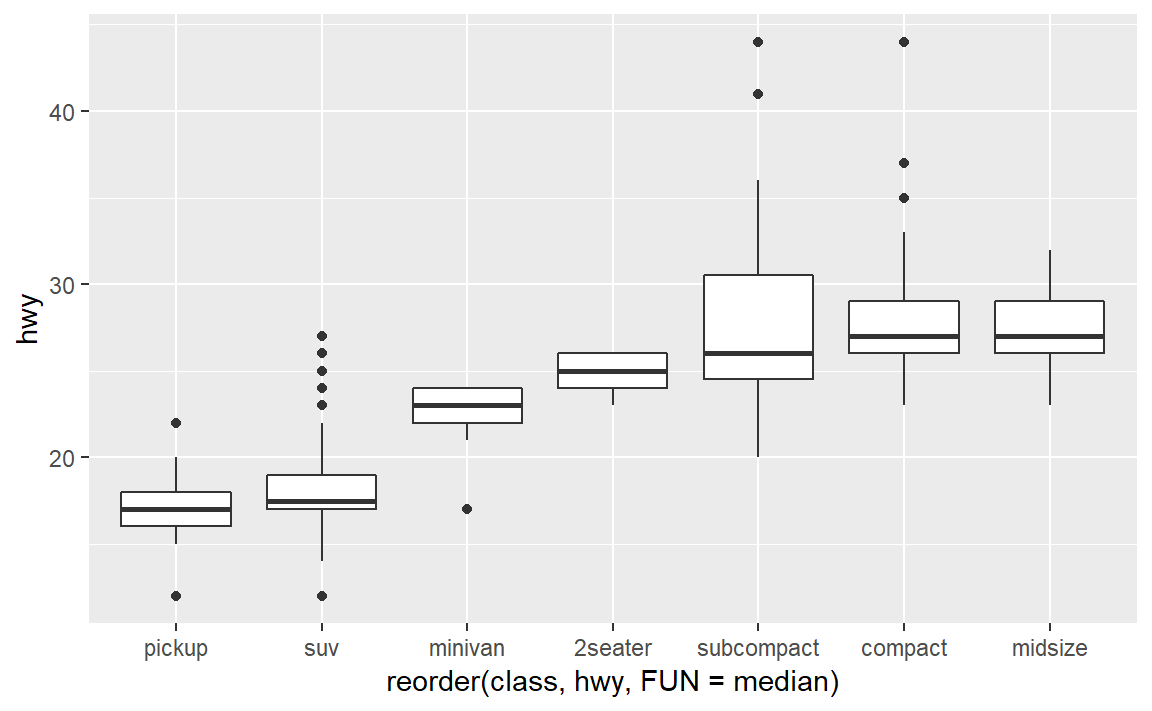 40
30
20
hwy
pickup suv minivan 2seater subcompact compact midsize
reorder(class, hwy, FUN = median)